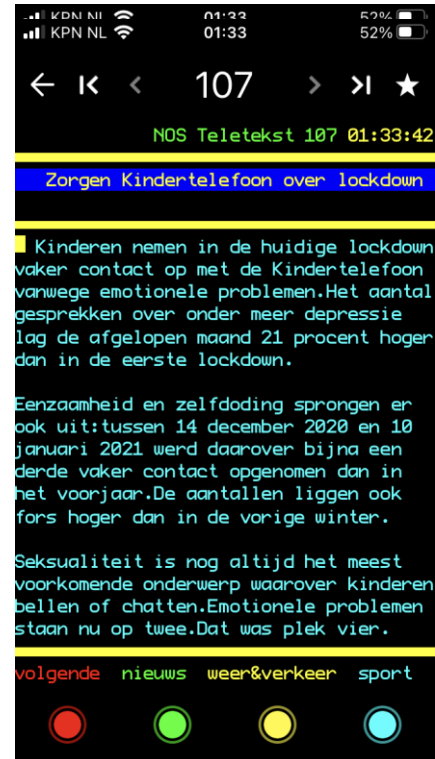 KPN NL 01:33 52%
KPN NL 01:33 52%
107
NOS Teletekst 107 01:33:42
Zorgen Kindertelefoon over lockdown
Kinderen nemen in de huidige lockdown
vaker contact op met de Kindertelefoon
vanwege emotionele problemen.Het aantal
gesprekken over onder meer depressie
lag de afgelopen maand 21 procent hoger
dan in de eerste lockdown.
Eenzaamheid en zelfdoding sprongen er
ook uit:tussen 14 december 2020 en 10
januari 2021 werd daarover bijna een
derde vaker contact opgenomen dan in
het voorjaar.De aantallen liggen ook
fors hoger dan in de vorige winter.
Seksualiteit is nog altijd het meest
voorkomende onderwerp waarover kinderen
bellen of chatten.Emotionele problemen
staan nu op twee.Dat was plek vier.
volgende nieuws weer&verkeer sport